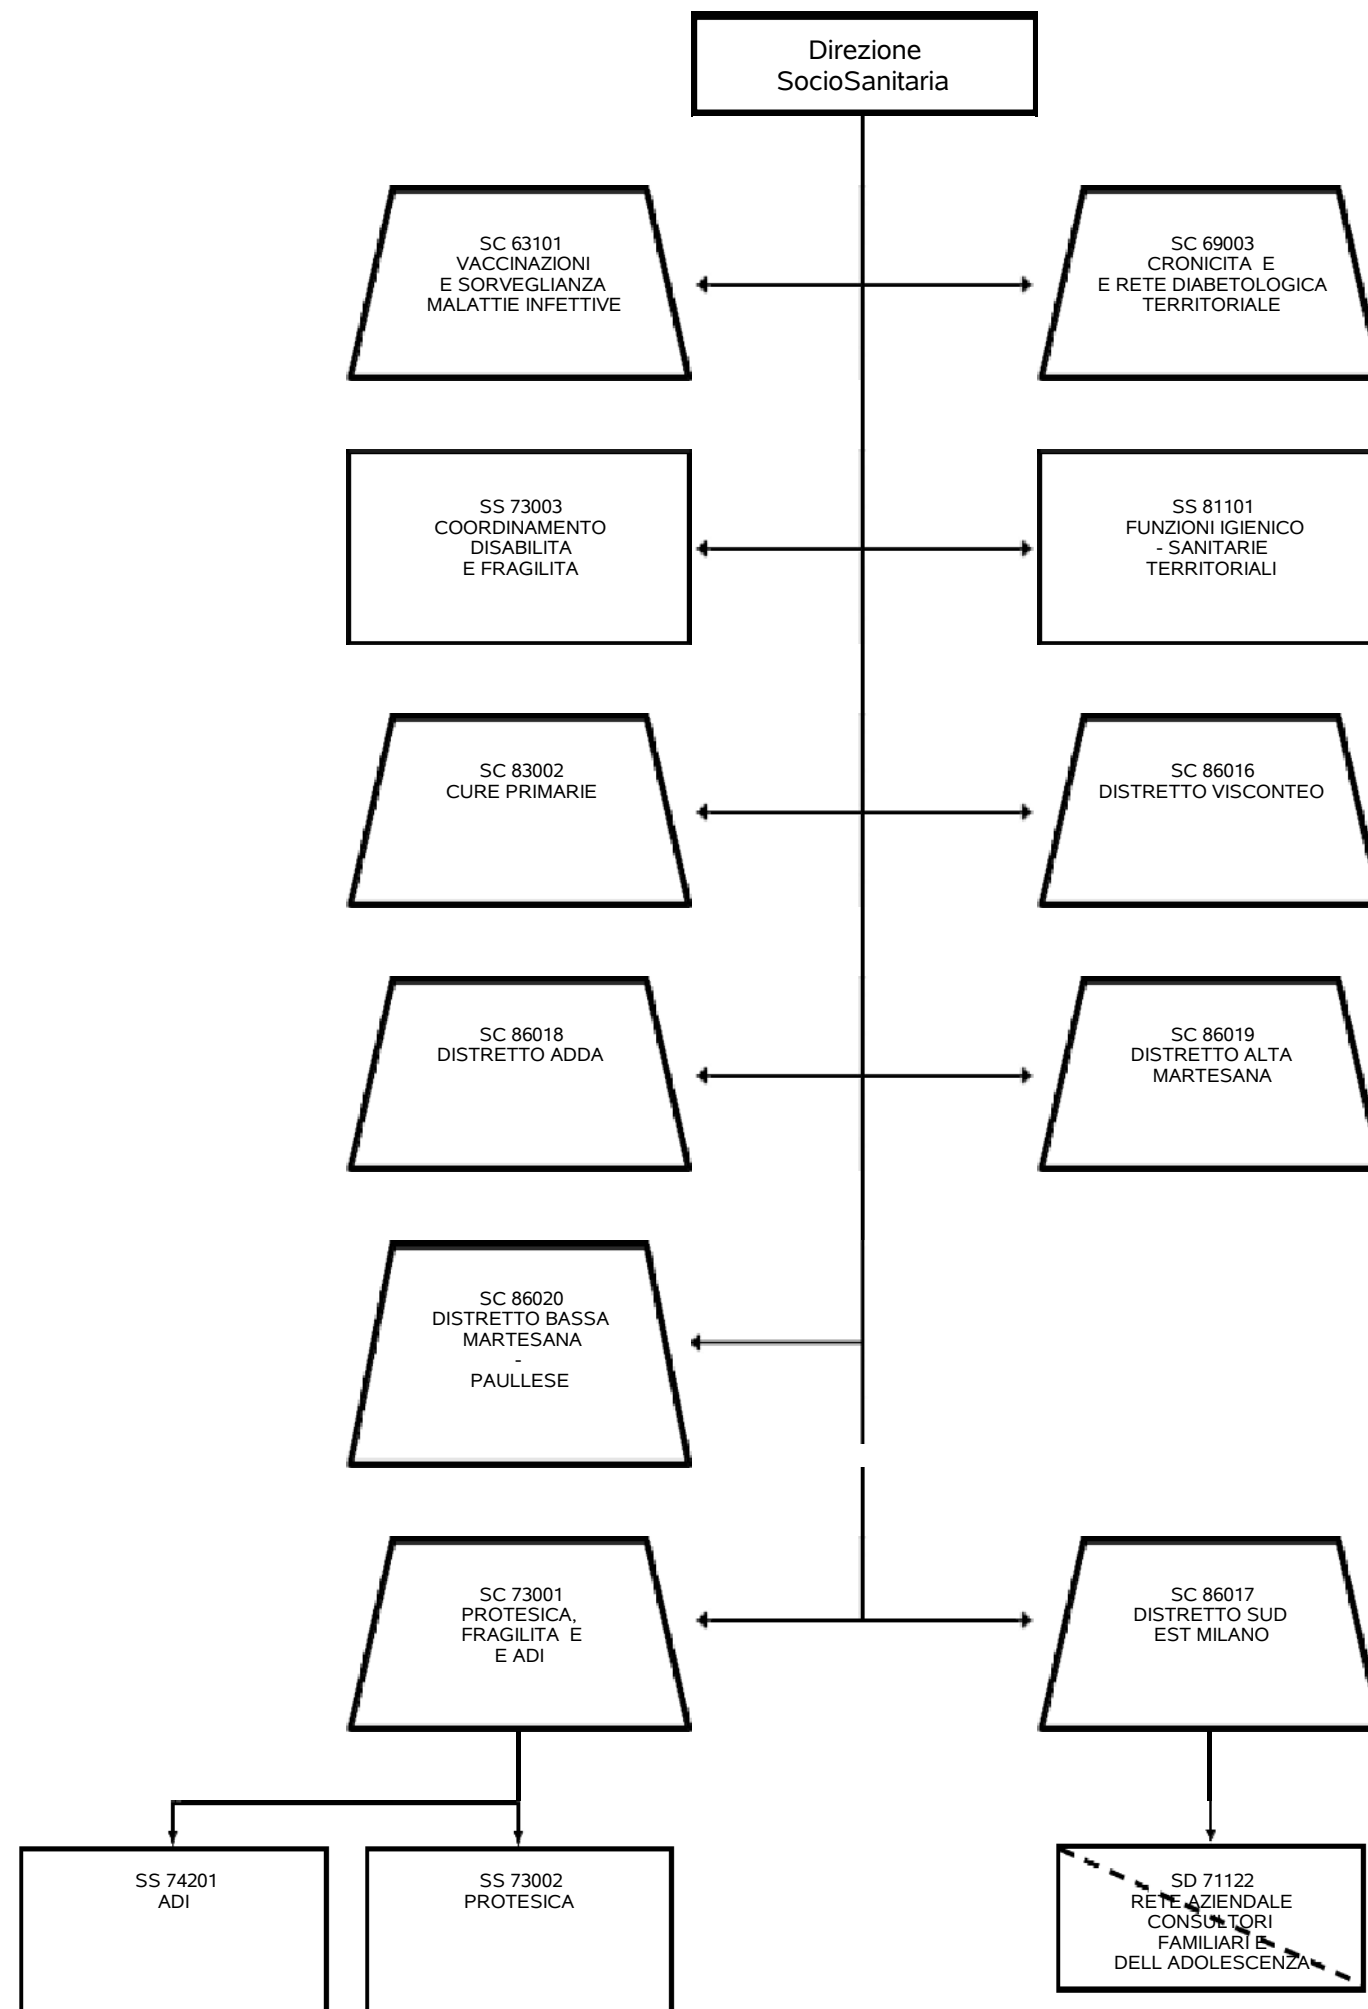 Direzione
SocioSanitaria
SC 63101
VACCINAZIONI
E SORVEGLIANZA
MALATTIE INFETTIVE
SC 69003
CRONICITA  E
E RETE DIABETOLOGICA
TERRITORIALE
SS 73003
COORDINAMENTO
DISABILITA
E FRAGILITA
SS 81101
FUNZIONI IGIENICO
- SANITARIE
TERRITORIALI
SC 83002
CURE PRIMARIE
SC 86016
DISTRETTO VISCONTEO
SC 86018
DISTRETTO ADDA
SC 86019
DISTRETTO ALTA
MARTESANA
SC 86020
DISTRETTO BASSA
MARTESANA
-
PAULLESE
SC 73001
PROTESICA,
FRAGILITA  E
E ADI
SC 86017
DISTRETTO SUD
EST MILANO
SS 74201
ADI
SS 73002
PROTESICA
SD 71122
RETE AZIENDALE
CONSULTORI
FAMILIARI E
DELL ADOLESCENZA